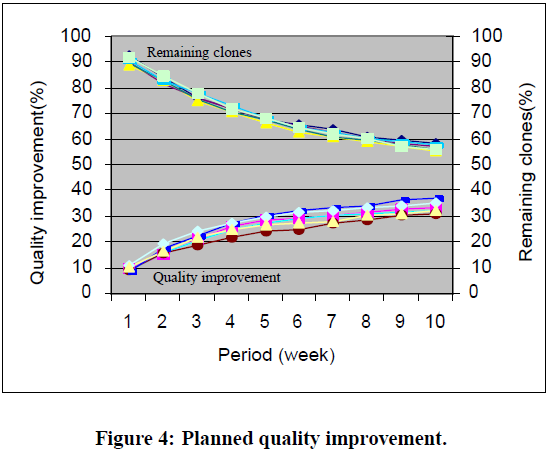 100 100
90 90
Remaining clones
80 80
70 70
60 60
50 50
40 40
30 30
20 20
10 10
Quality improvement
0 0
1 2 3 4 5 6 7 8 9 10
Period (week)
Quality improvement(%)
Remaining clones(%)
Figure 4: Planned quality improvement.